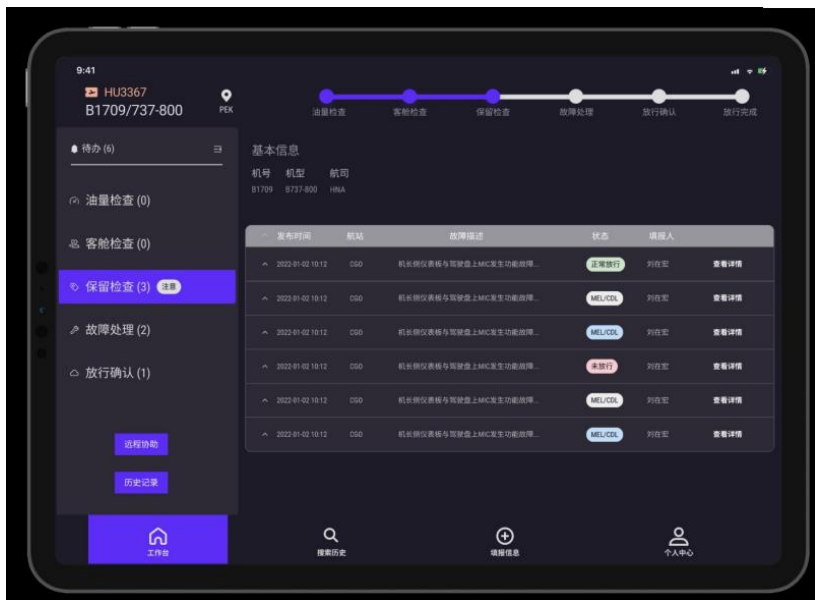 9:41
HU3367
B1709/737-800
PEK
油量检查
客舱检查
保留检查
故障处理
放行确认
放行完成
待办 (6)
油量检查 (0)
客舱检查 (0)
保留检查 (3) 注意
故障处理 (2)
放行确认 (1)
远程协助
历史记录
基本信息
机号 机型 航司
B1709 B737-800 HNA
发布时间 航站 故障描述 状态 填报人
2022-01-02 10:12 CGO 机长侧仪表板与驾驶盘上MIC发生功能故障... 正常放行 刘在宏 查看详情
2022-01-02 10:12 CGO 机长侧仪表板与驾驶盘上MIC发生功能故障... MEL/CDL 刘在宏 查看详情
2022-01-02 10:12 CGO 机长侧仪表板与驾驶盘上MIC发生功能故障... MEL/CDL 刘在宏 查看详情
2022-01-02 10:12 CGO 机长侧仪表板与驾驶盘上MIC发生功能故障... 未放行 刘在宏 查看详情
2022-01-02 10:12 CGO 机长侧仪表板与驾驶盘上MIC发生功能故障... MEL/CDL 刘在宏 查看详情
2022-01-02 10:12 CGO 机长侧仪表板与驾驶盘上MIC发生功能故障... MEL/CDL 刘在宏 查看详情
工作台
搜索历史
填报信息
个人中心